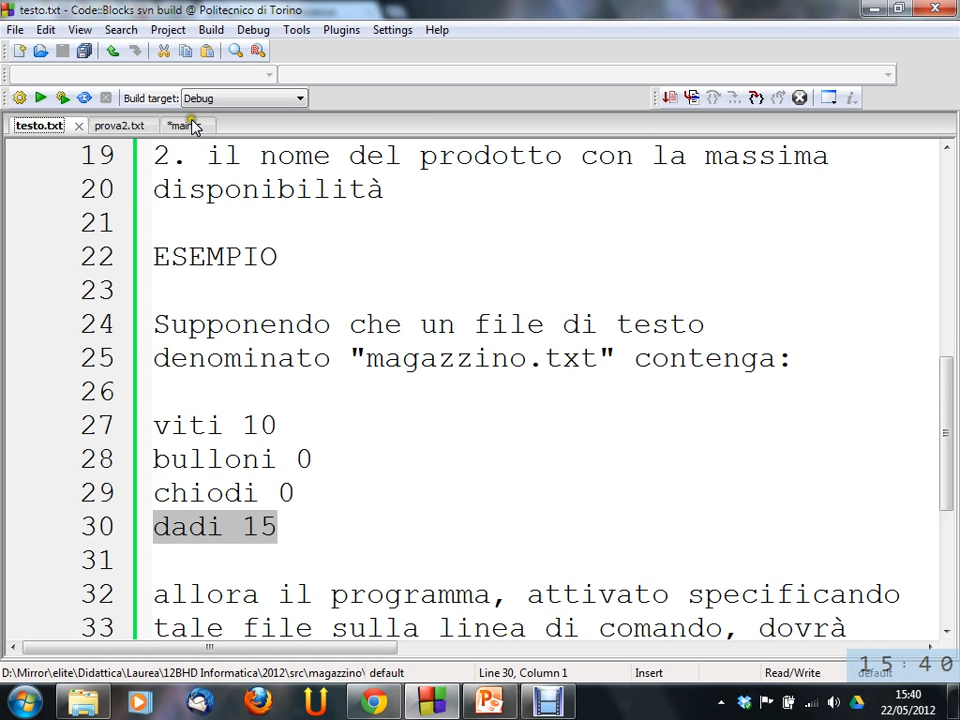 testo.txt - Code::Blocks svn build @ Politecnico di Torino
File Edit View Search Project Build Debug Tools Plugins Settings Help
Build target: Debug
testo.txt prova2.txt
19 2. il nome del prodotto con la massima
20 disponibilità
21
22 ESEMPIO
23
24 Supponendo che un file di testo
25 denominato "magazzino.txt" contenga:
26
27 viti 10
28 bulloni 0
29 chiodi 0
30 dadi 15
31
32 allora il programma, attivato specificando
33 tale file sulla linea di comando, dovrà
D:\Mirror\elite\Didattica\Laurea\12BHD Informatica\2012\src\magazzino\ default Line 30, Column 1 Insert Read/Write default
15:40
15:40
22/05/2012